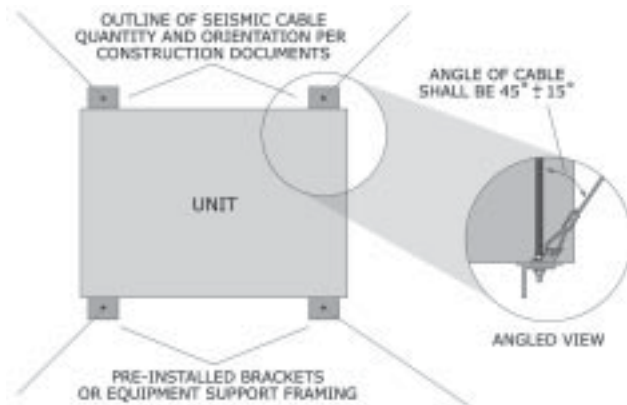 OUTLINE OF SEISMIC CABLE
QUANTITY AND ORIENTATION PER
CONSTRUCTION DOCUMENTS
ANGLE OF CABLE
SHALL BE 45° ± 15°
UNIT
ANGLED VIEW
PRE-INSTALLED BRACKETS
OR EQUIPMENT SUPPORT FRAMING